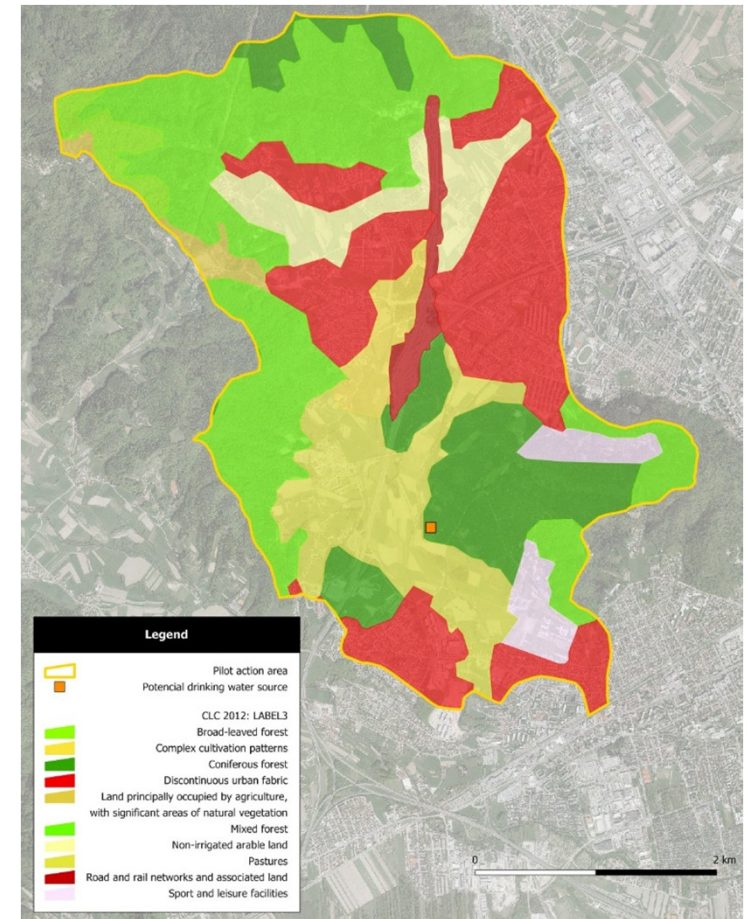 Legend
Pilot action area
Potencial drinking water source
CLC 2012: LABEL3
Broad-leaved forest
Complex cultivation patterns
Coniferous forest
Discontinuous urban fabric
Land principally occupied by agriculture,
with significant areas of natural vegetation
Mixed forest
Non-irrigated arable land
Pastures
Road and rail networks and associated land
Sport and leisure facilities
0 2 km